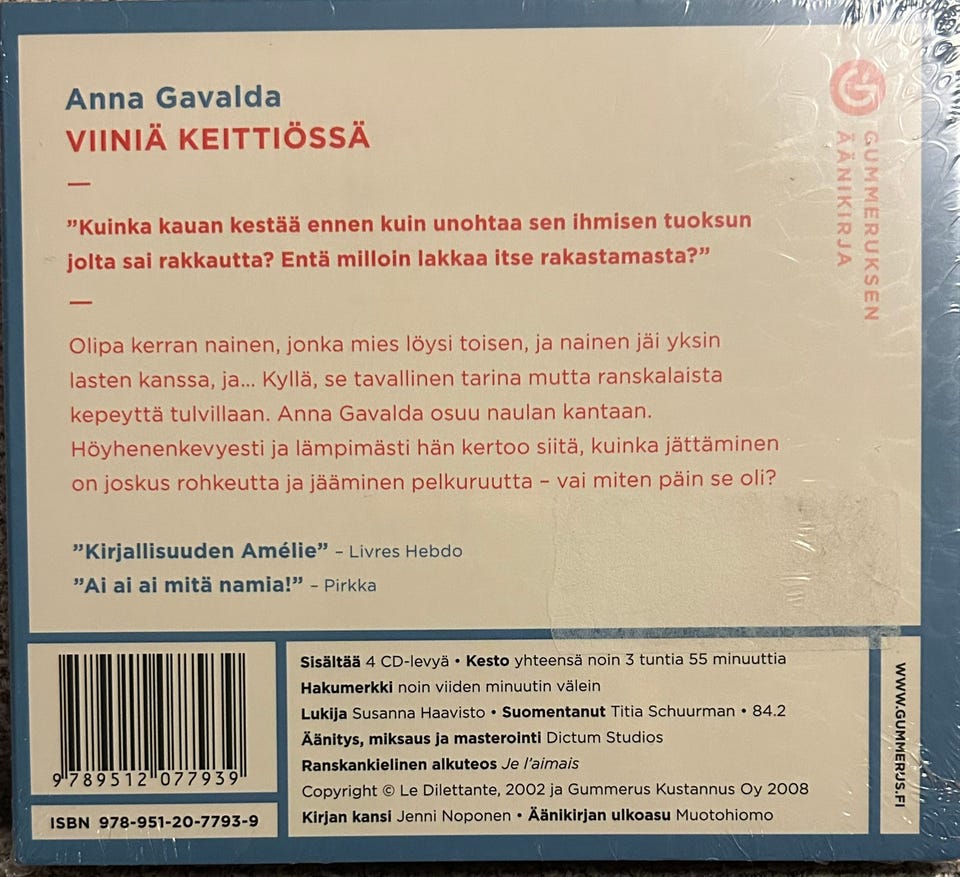 Anna Gavalda
VIINIÄ KEITTIÖSSÄ
—
”Kuinka kauan kestää ennen kuin unohtaa sen ihmisen tuoksun
jolta sai rakkautta? Entä milloin lakkaa itse rakastamasta?”
—
Olipa kerran nainen, jonka mies löysi toisen, ja nainen jäi yksin
lasten kanssa, ja... Kyllä, se tavallinen tarina mutta ranskalaista
kepeyttä tulvillaan. Anna Gavalda osuu naulan kantaan.
Höyhenenkevyesti ja lämpimästi hän kertoo siitä, kuinka jättäminen
on joskus rohkeutta ja jääminen pelkuruutta – vai miten päin se oli?
”Kirjallisuuden Amélie” – Livres Hebdo
”Ai ai ai mitä namia!” – Pirkka
GUMMERUKSEN
ÄÄNIKIRJA
9 789512 077939
ISBN 978-951-20-7793-9
Sisältää 4 CD-levyä • Kesto yhteensä noin 3 tuntia 55 minuuttia
Hakumerkki noin viiden minuutin välein
Lukija Susanna Haavisto • Suomentanut Titia Schuurman • 84.2
Äänitys, miksaus ja masterointi Dictum Studios
Ranskankielinen alkuteos Je l’aimais
Copyright © Le Dilettante, 2002 ja Gummerus Kustannus Oy 2008
Kirjan kansi Jenni Noponen • Äänikirjan ulkoasu Muotohiomo
WWW.GUMMERUS.FI